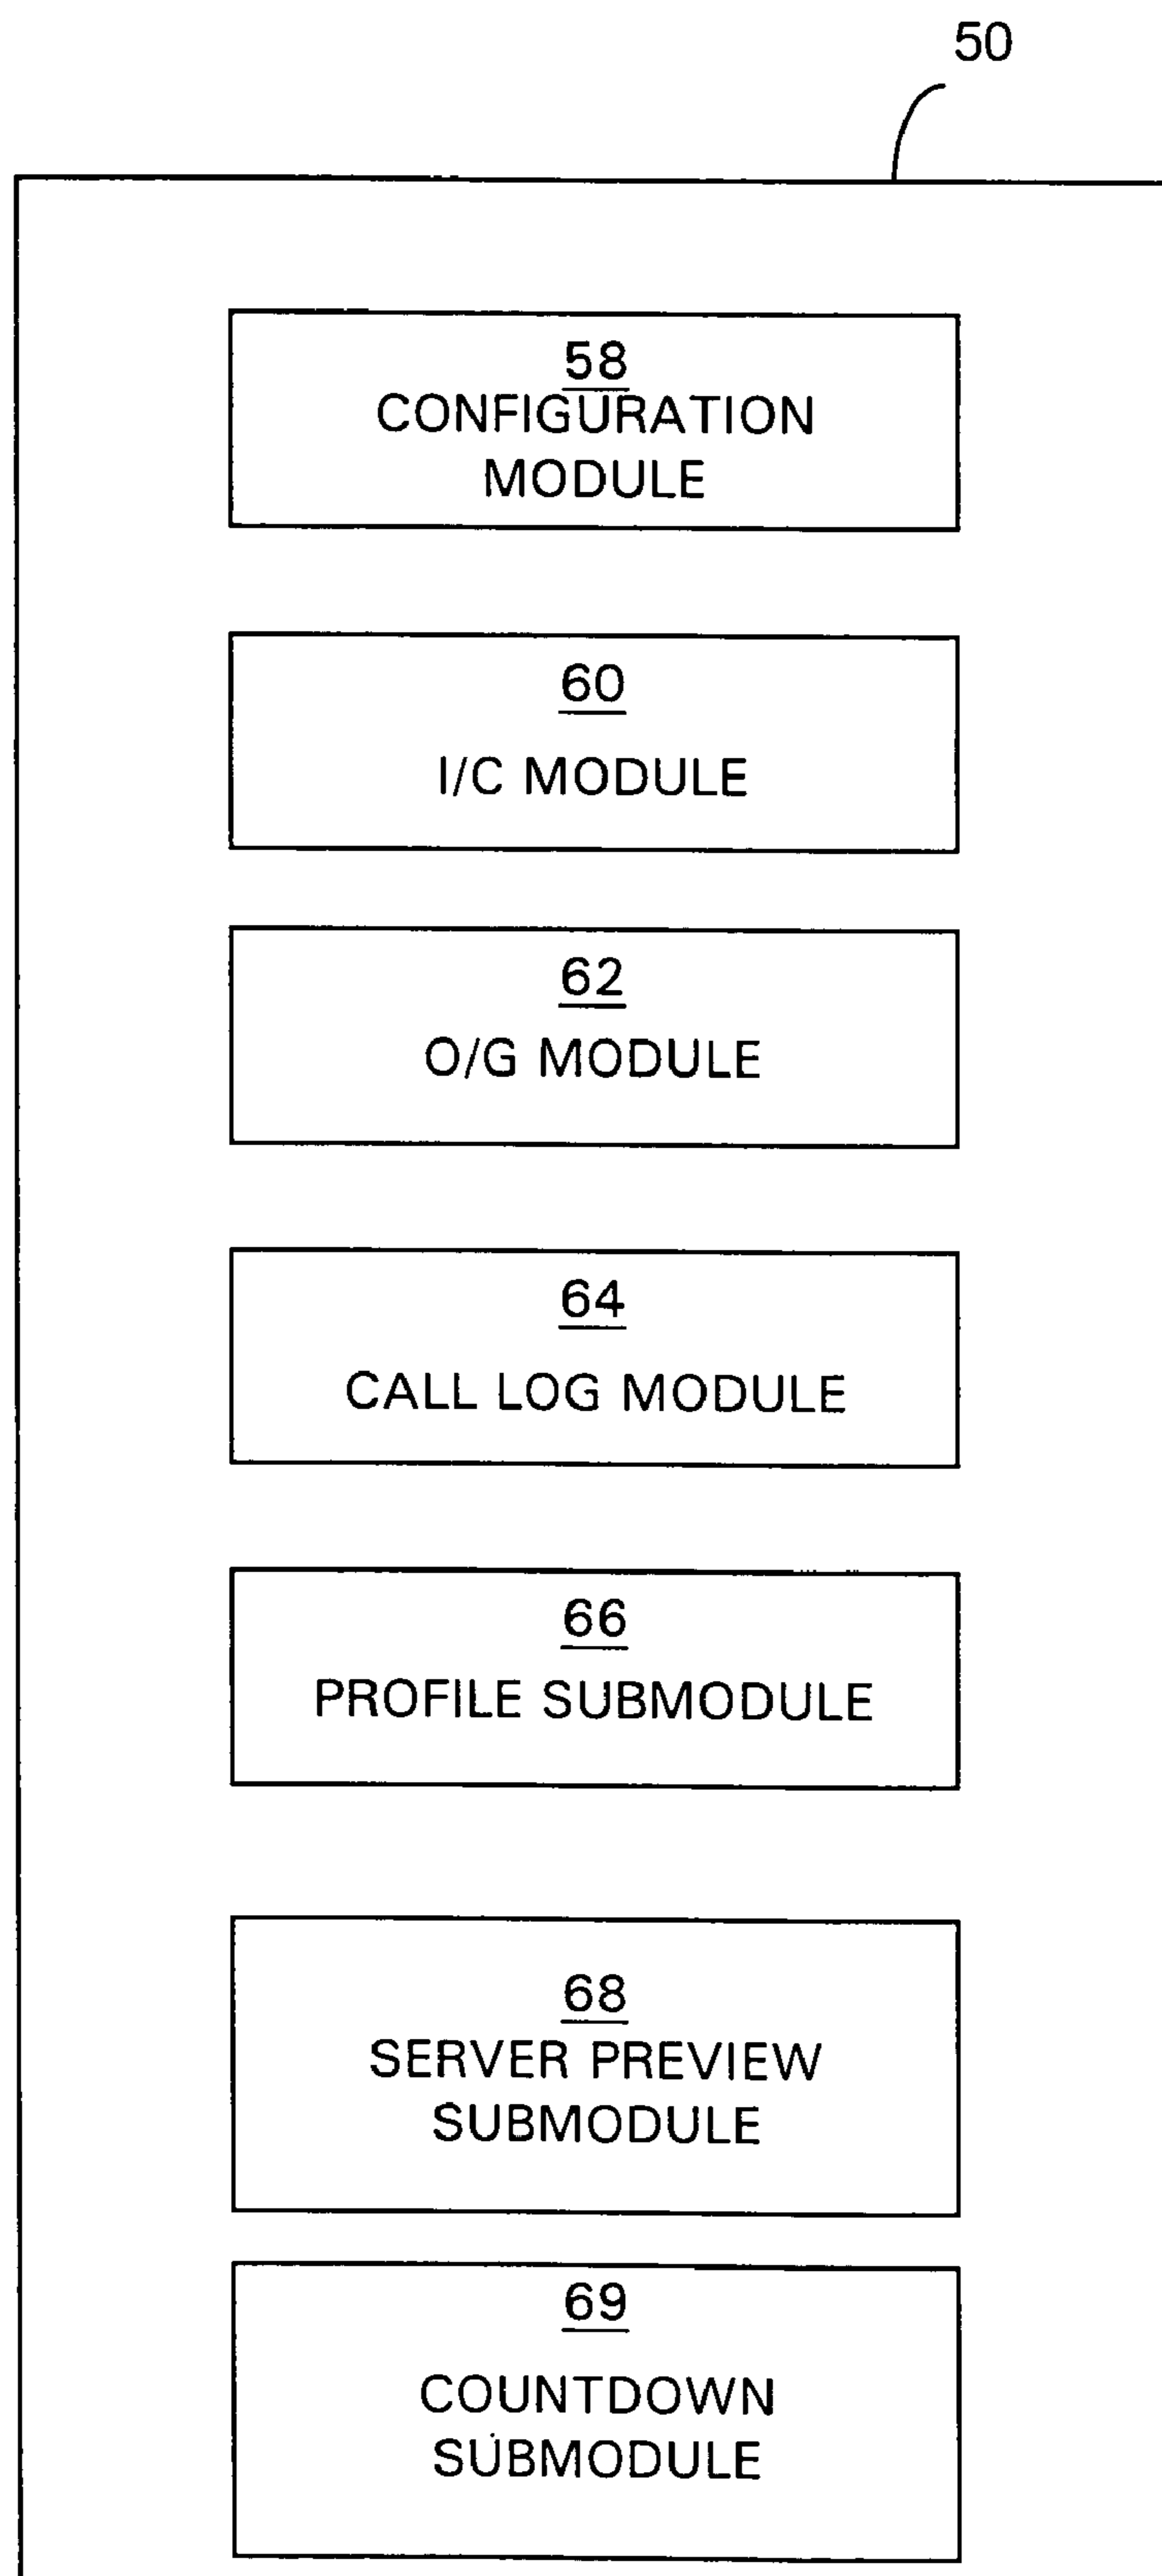 50
58
CONFIGURATION
MODULE
60
I/C MODULE
62
O/G MODULE
64
CALL LOG MODULE
66
PROFILE SUBMODULE
68
SERVER PREVIEW
SUBMODULE
69
COUNTDOWN
SUBMODULE